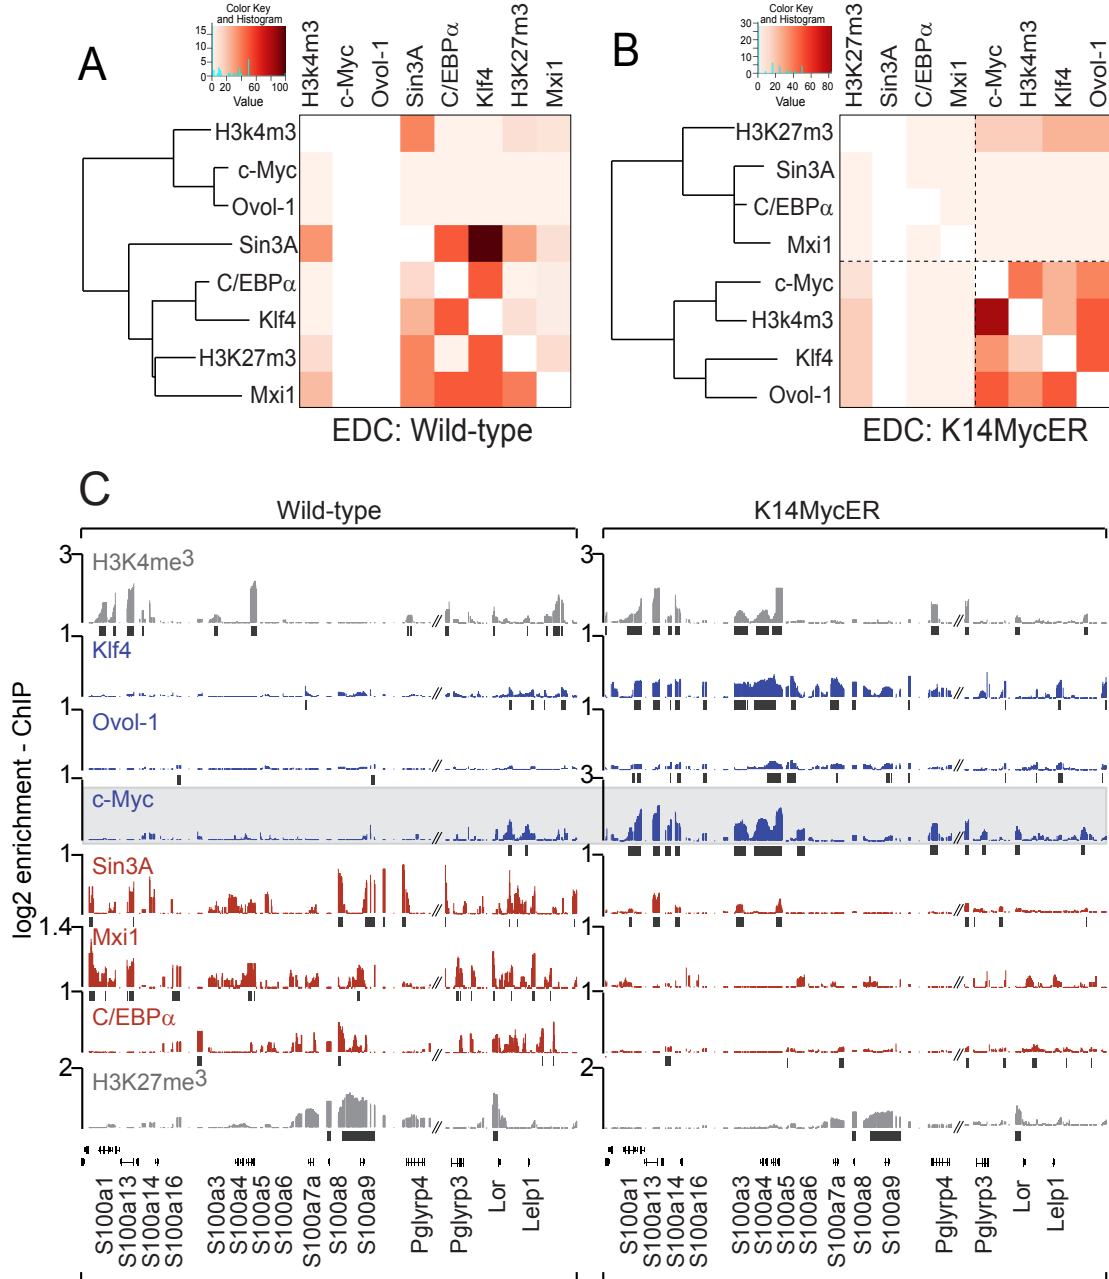 A
Color Key
and Histogram
15
10
5
0
0 20 60 100
Value
H3k4m3
c-Myc
Ovol-1
Sin3A
C/EBPα
Klf4
H3K27m3
Mxi1
H3k4m3
c-Myc
Ovol-1
Sin3A
C/EBPα
Klf4
H3K27m3
Mxi1
EDC: Wild-type
B
Color Key
and Histogram
30
20
10
0
0 20 40 60 80
Value
H3K27m3
Sin3A
C/EBPα
Mxi1
c-Myc
H3k4m3
Klf4
Ovol-1
H3K27m3
Sin3A
C/EBPα
Mxi1
c-Myc
H3k4m3
Klf4
Ovol-1
EDC: K14MycER
C
Wild-type
K14MycER
log2 enrichment - ChIP
3
H3K4me3
3
1
Klf4
1
1
Ovol-1
1
1
c-Myc
3
1
Sin3A
1
1.4
Mxi1
1
1
C/EBPα
1
2
H3K27me3
2
S100a1
S100a13
S100a14
S100a16
S100a3
S100a4
S100a5
S100a6
S100a7a
S100a8
S100a9
Pglyrp4
Pglyrp3
Lor
Lelp1
S100a1
S100a13
S100a14
S100a16
S100a3
S100a4
S100a5
S100a6
S100a7a
S100a8
S100a9
Pglyrp4
Pglyrp3
Lor
Lelp1